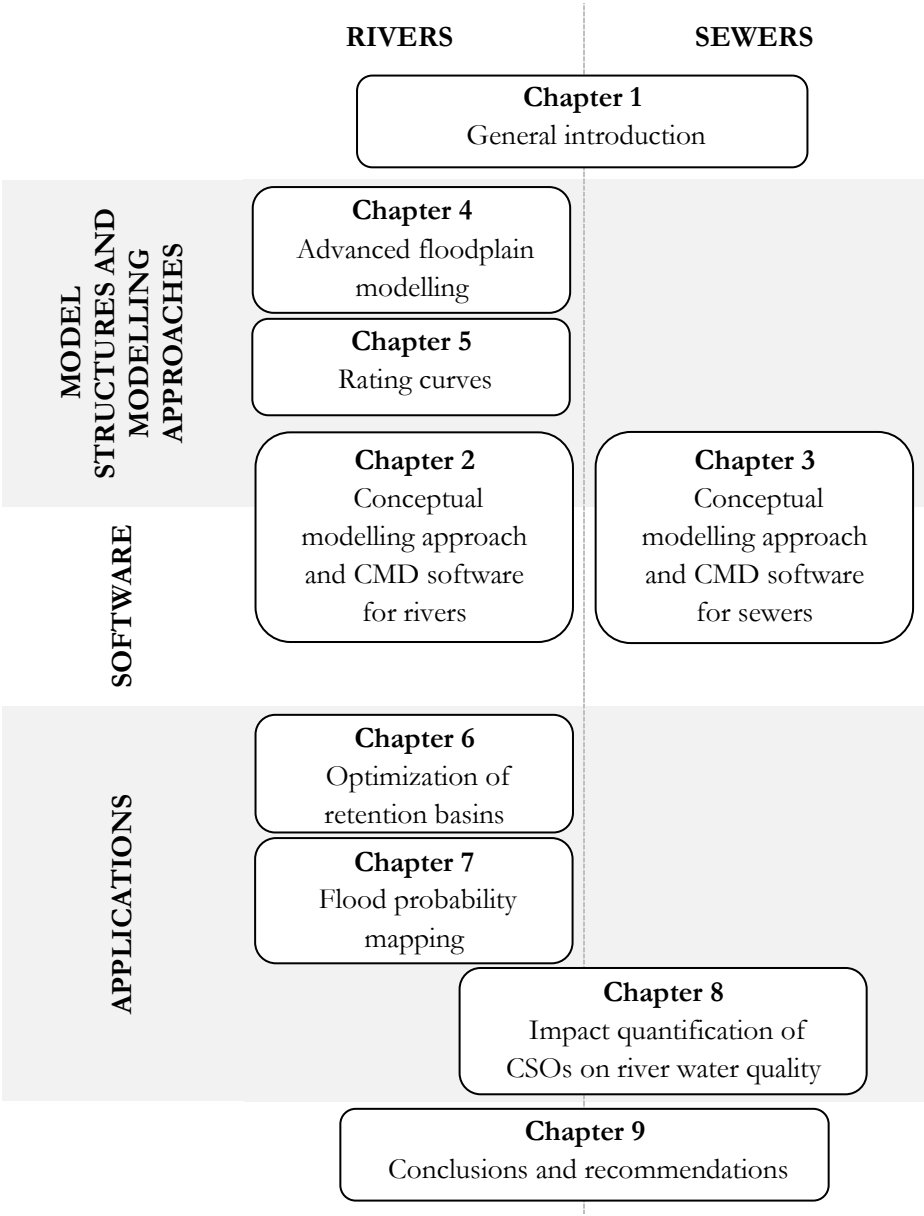 RIVERS
SEWERS
Chapter 1
General introduction
MODEL
STRUCTURES AND
MODELLING
APPROACHES
Chapter 4
Advanced floodplain
modelling
Chapter 5
Rating curves
Chapter 2
Conceptual
modelling approach
and CMD software
for rivers
Chapter 3
Conceptual
modelling approach
and CMD software
for sewers
SOFTWARE
APPLICATIONS
Chapter 6
Optimization of
retention basins
Chapter 7
Flood probability
mapping
Chapter 8
Impact quantification of
CSOs on river water quality
Chapter 9
Conclusions and recommendations